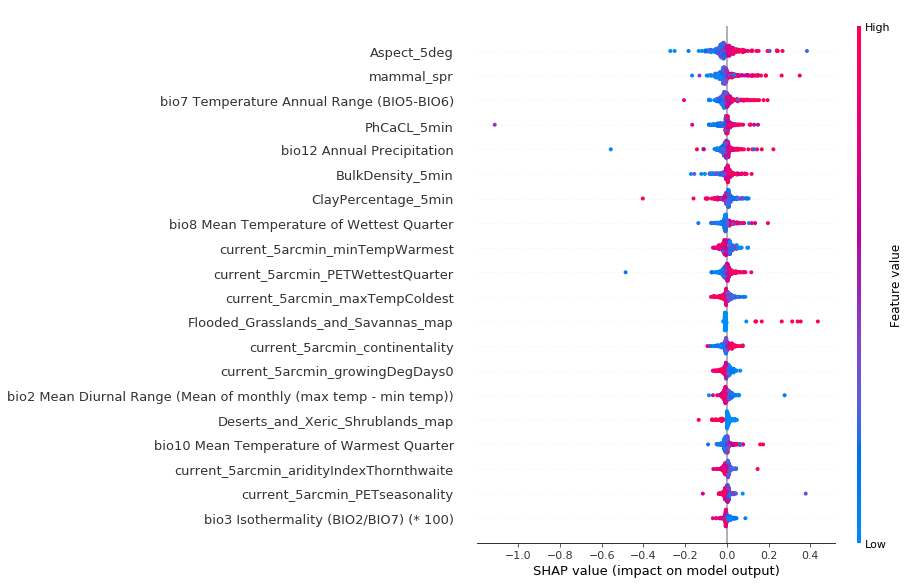 High
Aspect_5deg
mammal_spr
bio7 Temperature Annual Range (BIO5-BIO6)
PhCaCL_5min
bio12 Annual Precipitation
BulkDensity_5min
ClayPercentage_5min
bio8 Mean Temperature of Wettest Quarter
current_5arcmin_minTempWarmest
current_5arcmin_PETWettestQuarter
current_5arcmin_maxTempColdest
Flooded_Grasslands_and_Savannas_map
current_5arcmin_continentality
current_5arcmin_growingDegDays0
bio2 Mean Diurnal Range (Mean of monthly (max temp - min temp))
Deserts_and_Xeric_Shrublands_map
bio10 Mean Temperature of Warmest Quarter
current_5arcmin_aridityIndexThornthwaite
current_5arcmin_PETseasonality
bio3 Isothermality (BIO2/BIO7) (* 100)
Feature value
Low
−1.0 −0.8 −0.6 −0.4 −0.2 0.0 0.2 0.4
SHAP value (impact on model output)